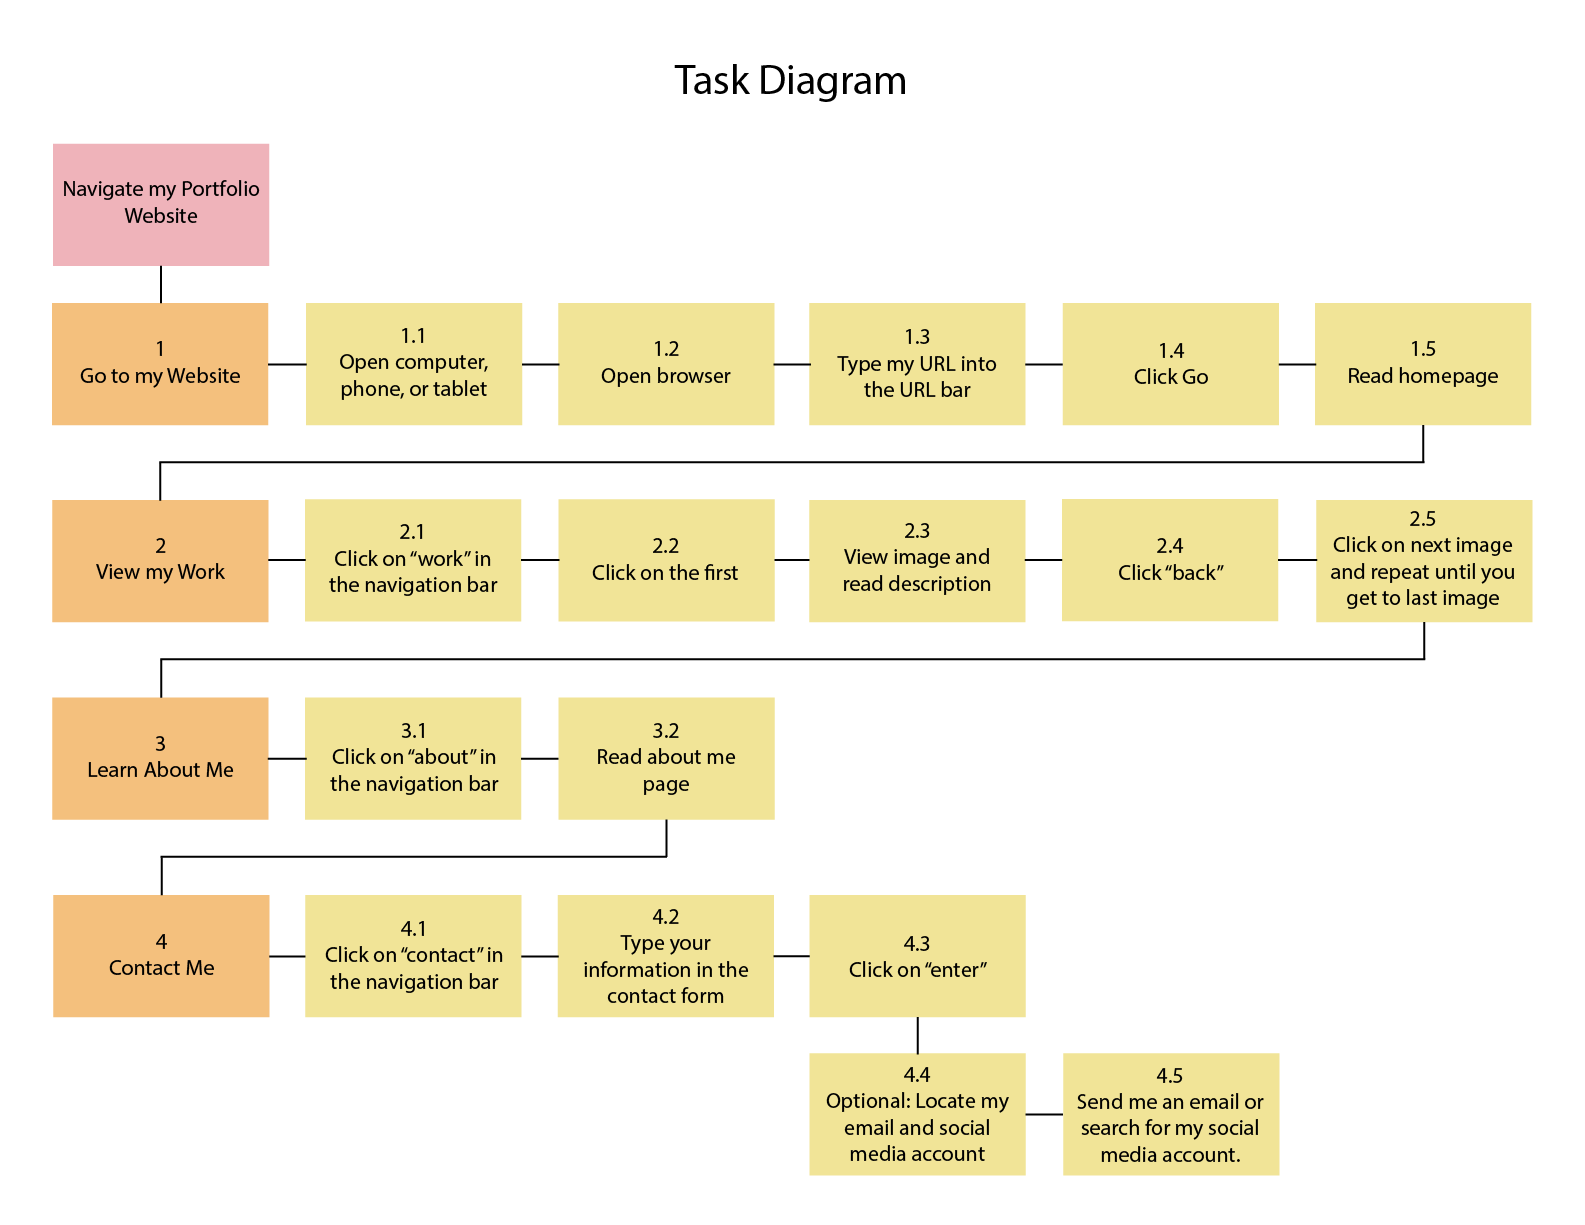 Task Diagram
Navigate my Portfolio
Website
1
Go to my Website
1.1
Open computer,
phone, or tablet
1.2
Open browser
1.3
Type my URL into
the URL bar
1.4
Click Go
1.5
Read homepage
2
View my Work
2.1
Click on “work” in
the navigation bar
2.2
Click on the first
2.3
View image and
read description
2.4
Click “back”
2.5
Click on next image
and repeat until you
get to last image
3
Learn About Me
3.1
Click on “about” in
the navigation bar
3.2
Read about me
page
4
Contact Me
4.1
Click on “contact” in
the navigation bar
4.2
Type your
information in the
contact form
4.3
Click on “enter”
4.4
Optional: Locate my
email and social
media account
4.5
Send me an email or
search for my social
media account.